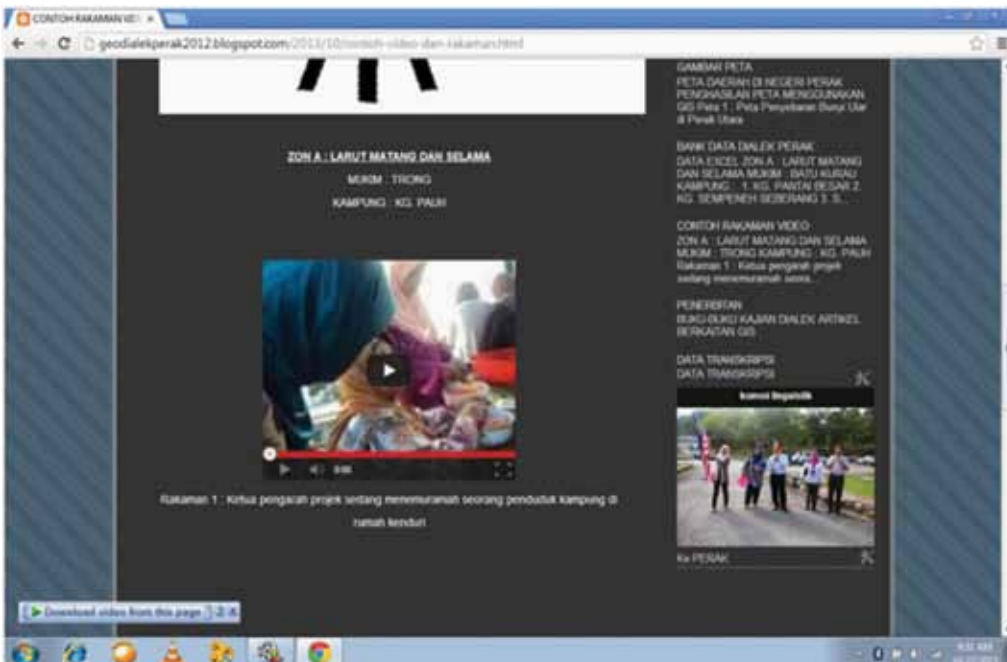 CONTOH RAKAMAN VID
geodialekperak2012.blogspot.com/2013/10/contoh-video-dan-rakaman.html
ZON A : LARUT MATANG DAN SELAMA
MUKIM : TRONG
KAMPUNG : KG. PAUH
0:00
Rakaman 1 : Ketua pengarah projek sedang menemuramah seorang penduduk kampung di
rumah kenduri
GAMBAR PETA
PETA DAERAH DI NEGERI PERAK
PENGHASILAN PETA MENGGUNAKAN
GIS Peta 1 : Peta Penyebaran Bunyi Ular
di Perak Utara
BANK DATA DIALEK PERAK
DATA EXCEL ZON A : LARUT MATANG
DAN SELAMA MUKIM : BATU KURAU
KAMPUNG : 1. KG. PANTAI BESAR 2.
KG. SEMPENEH SEBERANG 3. S...
CONTOH RAKAMAN VIDEO
ZON A : LARUT MATANG DAN SELAMA
MUKIM : TRONG KAMPUNG : KG. PAUH
Rakaman 1 : Ketua pengarah projek
sedang menemuramah seora...
PENERBITAN
BUKU-BUKU KAJIAN DIALEK ARTIKEL
BERKAITAN GIS
DATA TRANSKRIPSI
DATA TRANSKRIPSI
linguistik
Ke PERAK
Download video from this page